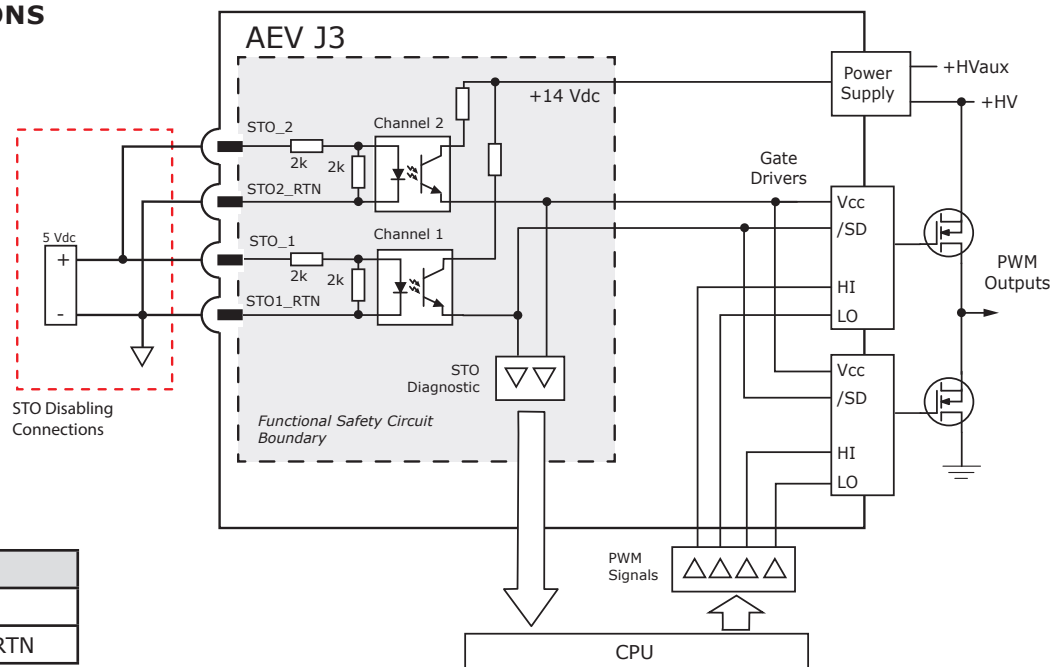 ONS
AEV J3
+14 Vdc
Power
Supply
+HVaux
+HV
STO_2
2k
2k
Channel 2
STO2_RTN
Gate
Drivers
Vcc
/SD
HI
LO
PWM
Outputs
5 Vdc
+
-
STO_1
2k
2k
Channel 1
STO1_RTN
STO
Diagnostic
Vcc
/SD
HI
LO
STO Disabling
Connections
Functional Safety Circuit
Boundary
PWM
Signals
CPU
RTN